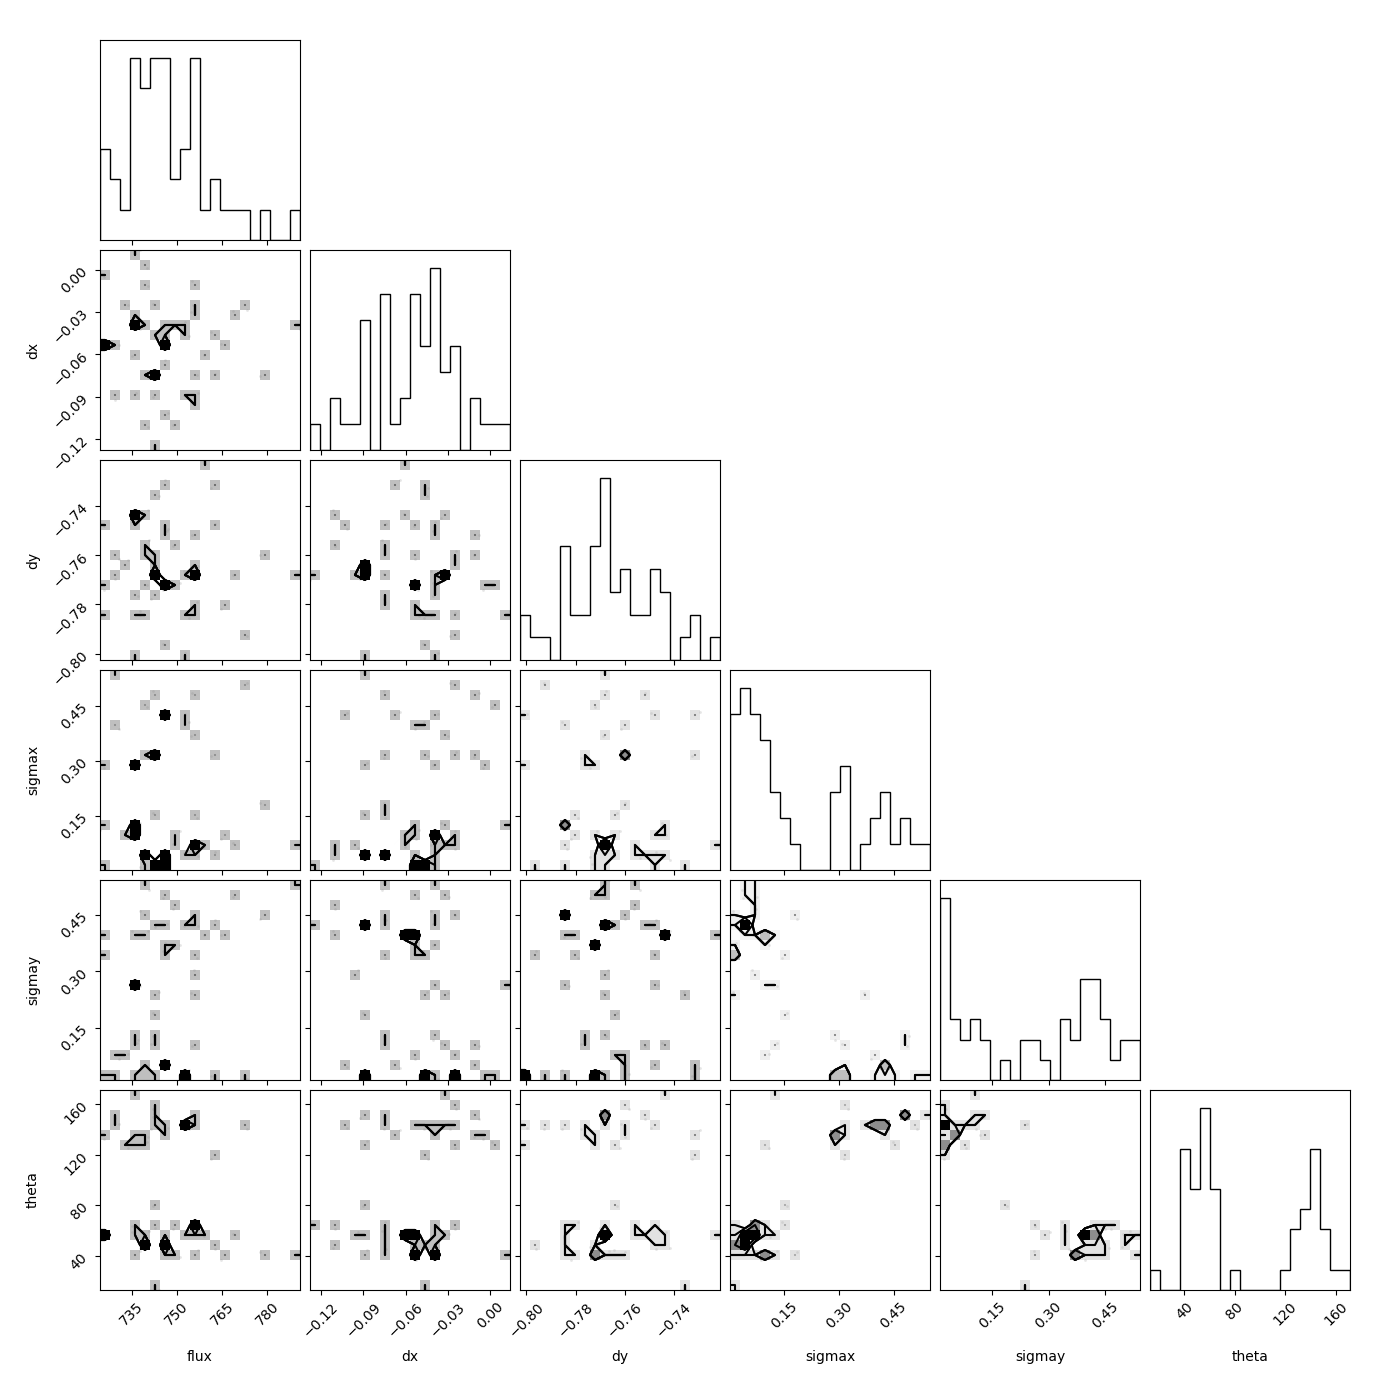 0.00
−0.03
−0.06
−0.09
−0.12
dx
−0.74
−0.76
−0.78
−0.80
dy
0.45
0.30
0.15
sigmax
0.45
0.30
0.15
sigmay
160
120
80
40
theta
735 750 765 780
−0.12 −0.09 −0.06 −0.03 0.00
−0.80 −0.78 −0.76 −0.74
0.15 0.30 0.45
0.15 0.30 0.45
40 80 120 160
flux dx dy sigmax sigmay theta